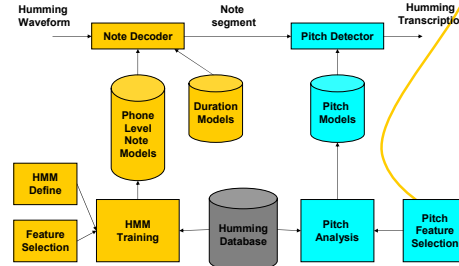 Humming
Waveform
Note Decoder
Note
segment
Pitch Detector
Humming
Transcription
Phone
Level
Note
Models
Duration
Models
Pitch
Models
HMM
Define
Feature
Selection
HMM
Training
Humming
Database
Pitch
Analysis
Pitch
Feature
Selection